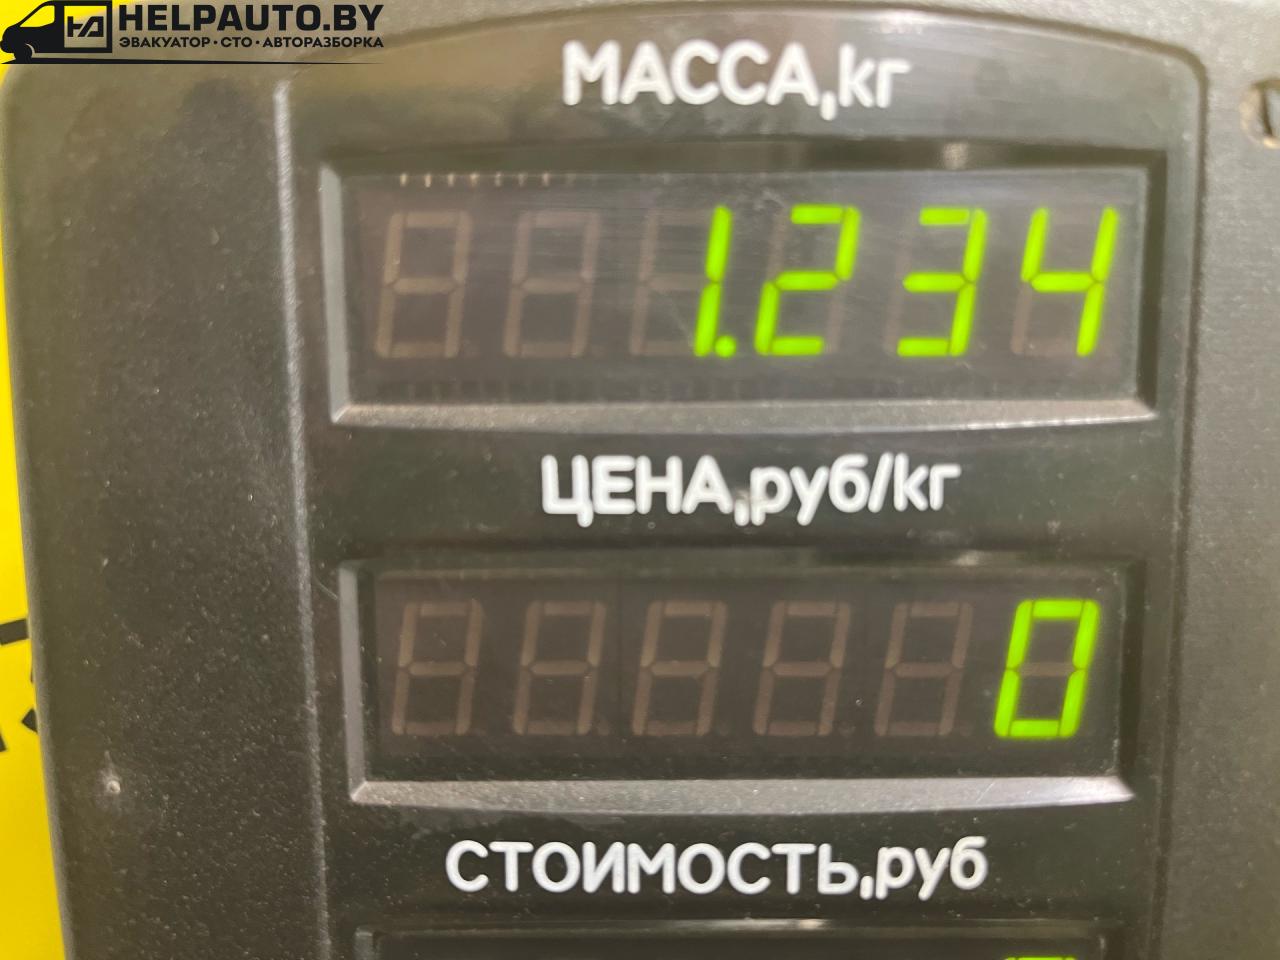 HELPAUTO.BY
ЭВАКУАТОР · СТО · АВТОРАЗБОРКА
МАССА,кг
1.234
ЦЕНА,руб/кг
0
СТОИМОСТЬ,руб